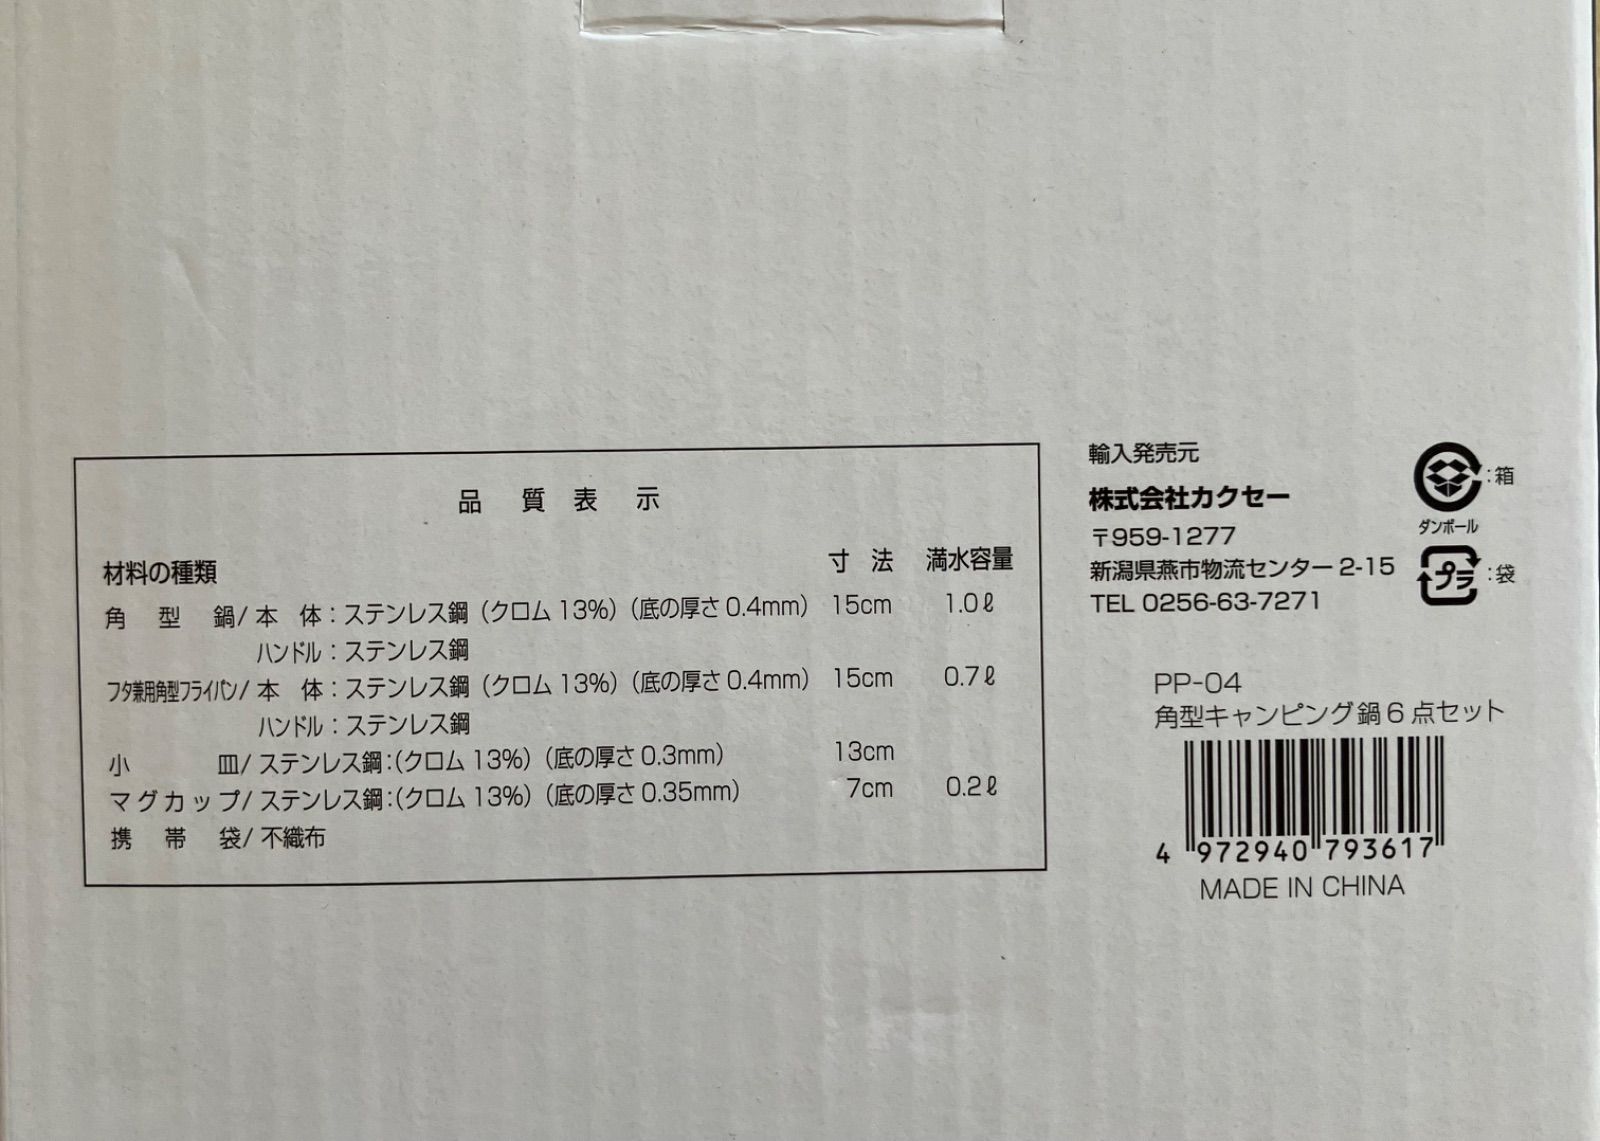 品質表示
材料の種類 寸法 満水容量
角型鍋/本体:ステンレス鋼(クロム13%)(底の厚さ0.4mm) 15cm 1.0ℓ
ハンドル:ステンレス鋼
フタ兼用角型フライパン/本体:ステンレス鋼(クロム13%)(底の厚さ0.4mm) 15cm 0.7ℓ
ハンドル:ステンレス鋼
小皿/ステンレス鋼:(クロム13%)(底の厚さ0.3mm) 13cm
マグカップ/ステンレス鋼:(クロム13%)(底の厚さ0.35mm) 7cm 0.2ℓ
携帯袋/不織布
輸入発売元
株式会社カクセー
〒959-1277
新潟県燕市物流センター2-15
TEL 0256-63-7271
:箱
ダンボール
プラ:袋
PP-04
角型キャンピング鍋6点セット
4 972940 793617
MADE IN CHINA